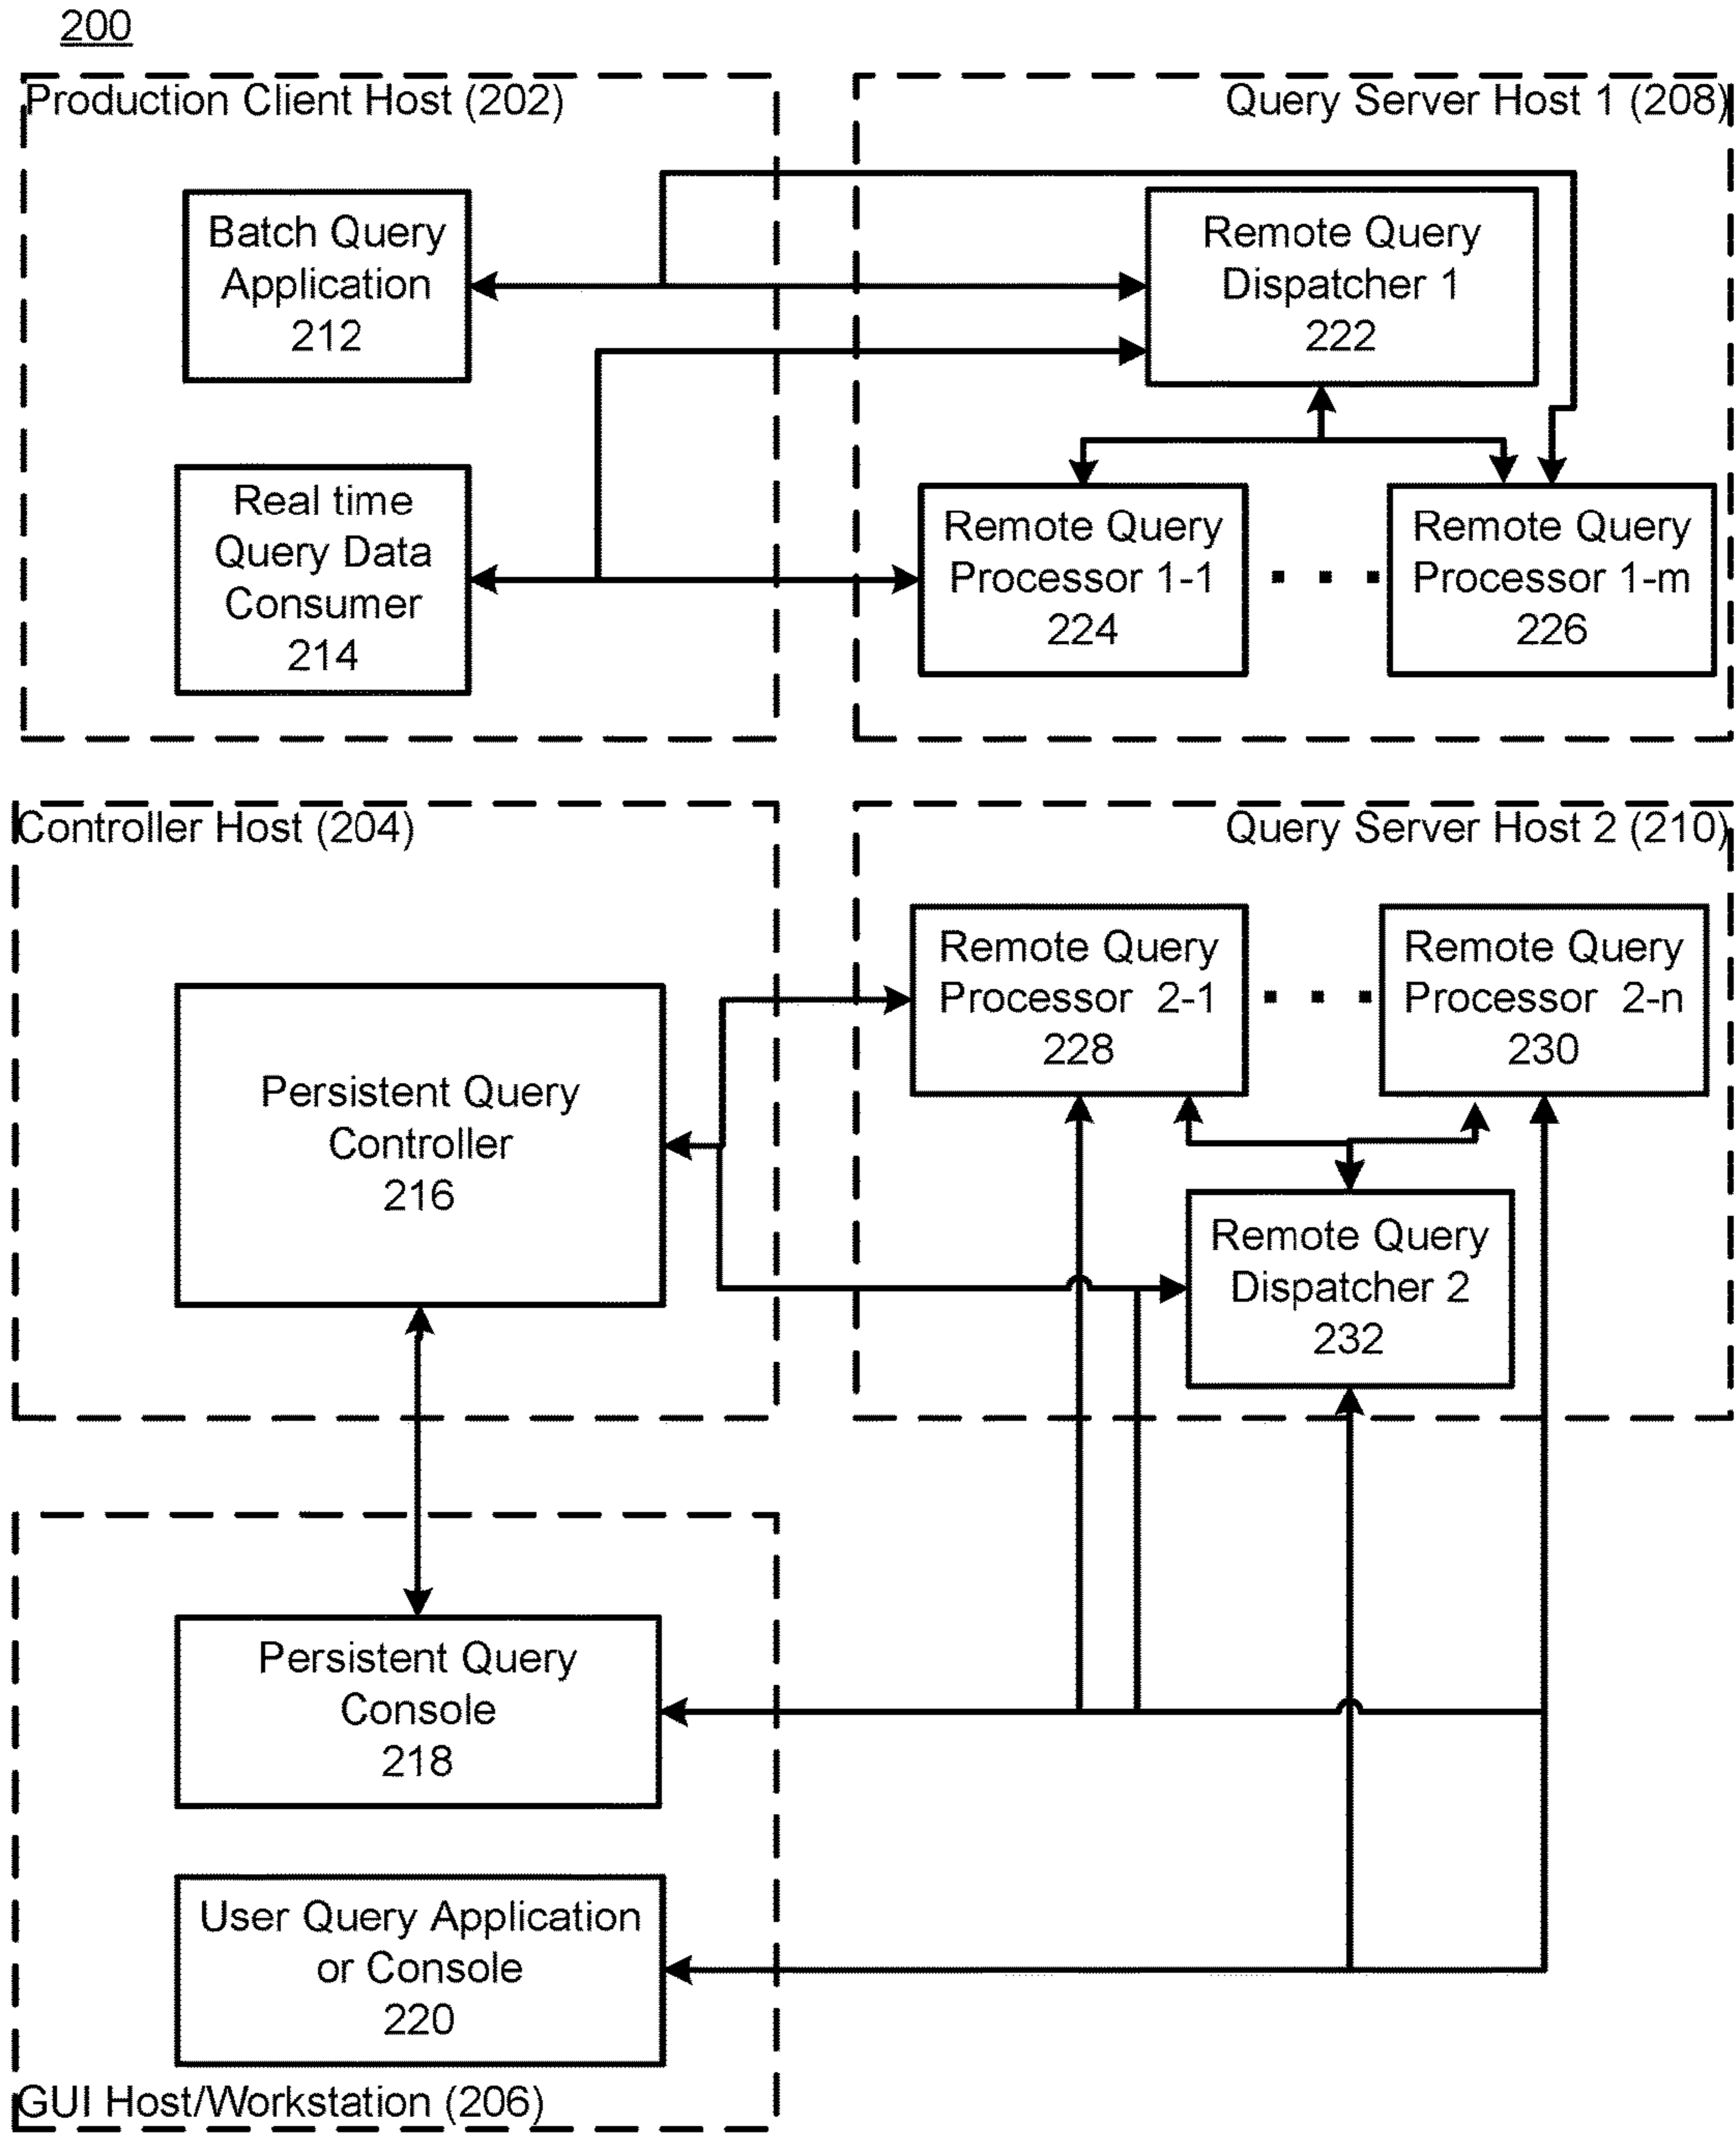 200
Production Client Host (202)
Query Server Host 1 (208)
Batch Query
Application
212
Remote Query
Dispatcher 1
222
Real time
Query Data
Consumer
214
Remote Query
Processor 1-1
224
Remote Query
Processor 1-m
226
Controller Host (204)
Query Server Host 2 (210)
Remote Query
Processor 2-1
228
Remote Query
Processor 2-n
230
Persistent Query
Controller
216
Remote Query
Dispatcher 2
232
Persistent Query
Console
218
User Query Application
or Console
220
GUI Host/Workstation (206)